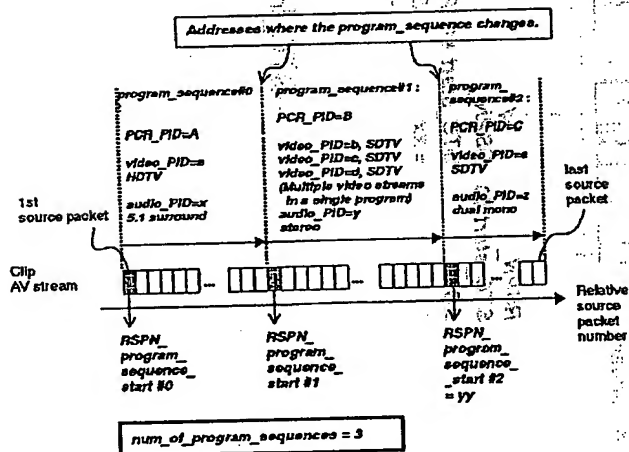 Addresses where the program_sequence changes.
program_sequence#0
PCR_PID=A
video_PID=a
HDTV
audio_PID=x
5.1 surround
program_sequence#1 :
PCR_PID=B
video_PID=b, SDTV
video_PID=c, SDTV
video_PID=d, SDTV
(Multiple video streams
in a single program)
audio_PID=y
stereo
program_
sequence#2 :
PCR_PID=C
video_PID=e
SDTV
audio_PID=z
dual mono
1st
source packet
last
source
packet
Clip
AV stream
...
...
...
Relative
source
packet
number
RSPN_
program_
sequence_
start #0
RSPN_
program_
sequence_
start #1
RSPN_
program_
sequence
_start #2
= yy
num_of_program_sequences = 3